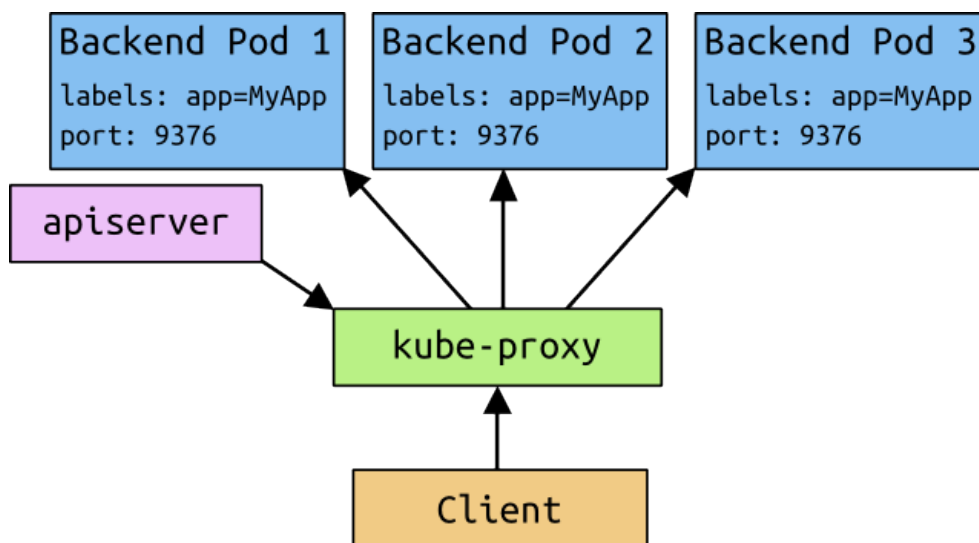 Backend Pod 1
labels: app=MyApp
port: 9376
Backend Pod 2
labels: app=MyApp
port: 9376
Backend Pod 3
labels: app=MyApp
port: 9376
apiserver
kube-proxy
Client